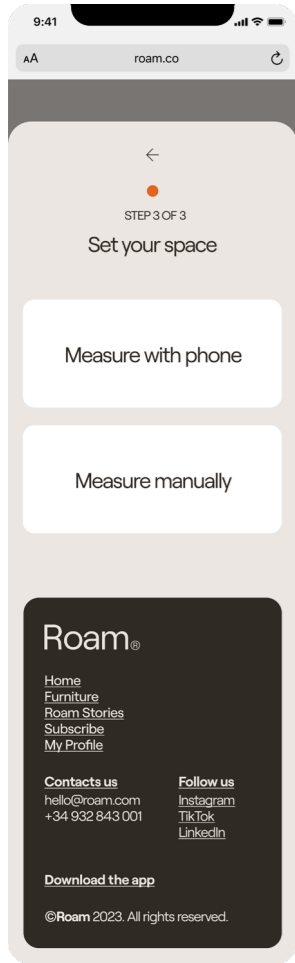 9:41
AA
roam.co
STEP 3 OF 3
Set your space
Measure with phone
Measure manually
Roam®
Home
Furniture
Roam Stories
Subscribe
My Profile
Contacts us
hello@roam.com
+34 932 843 001
Follow us
Instagram
TikTok
LinkedIn
Download the app
©Roam 2023. All rights reserved.